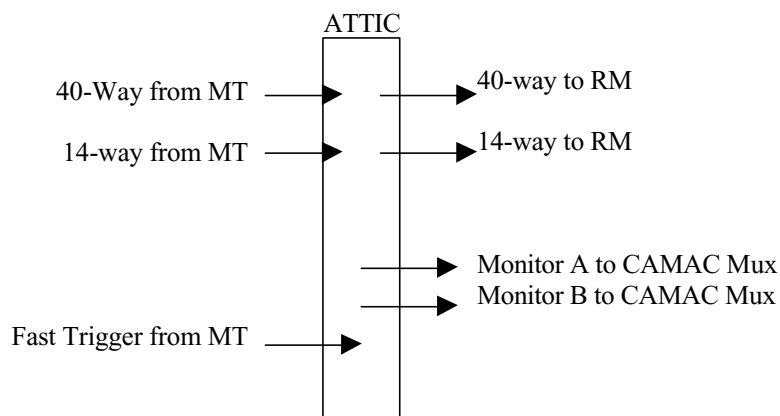 ATTIC
40-Way from MT
40-way to RM
14-way from MT
14-way to RM
Monitor A to CAMAC Mux
Monitor B to CAMAC Mux
Fast Trigger from MT